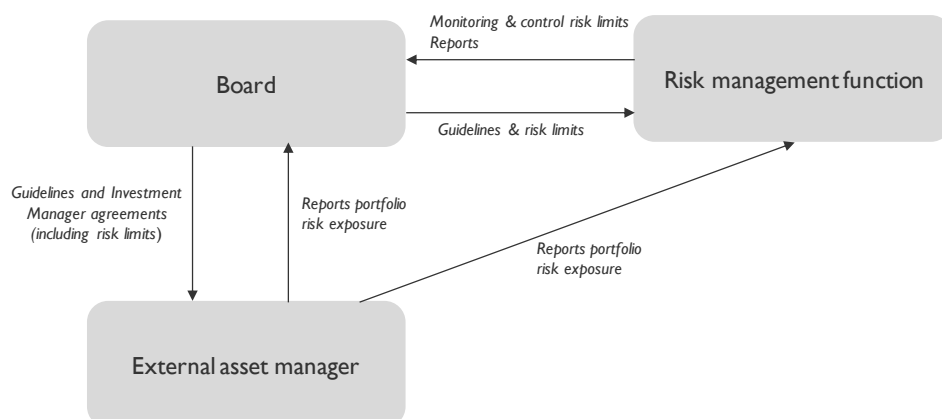 Monitoring & control risk limits
Reports
Board
Risk management function
Guidelines & risk limits
Guidelines and Investment
Manager agreements
(including risk limits)
Reports portfolio
risk exposure
Reports portfolio
risk exposure
External asset manager